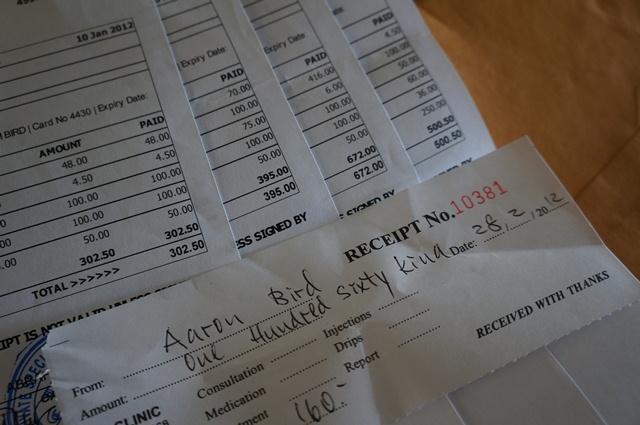 10 Jan 2012
BIRD | Card No 4430 | Expiry Date:
AMOUNT PAID
48.00 48.00
4.50 4.50
100.00 100.00
100.00 100.00
50.00 50.00
302.50 302.50
TOTAL >>>>>> 302.50
Expiry Date:
PAID
70.00
100.00
75.00
100.00
50.00
395.00
395.00
SS SIGNED BY
Expiry Date:
PAID
416.00
6.00
100.00
100.00
50.00
672.00
672.00
SS SIGNED BY
PAID
4.50
100.00
50.00
60.00
36.00
250.00
500.50
500.50
RECEIPT No. 10381
Date: 28/2/2012
From: Aaron Bird
Amount: One Hundred sixty Kina
Consultation Injections
Medication Drips
Report
160.-
CLINIC
RECEIVED WITH THANKS